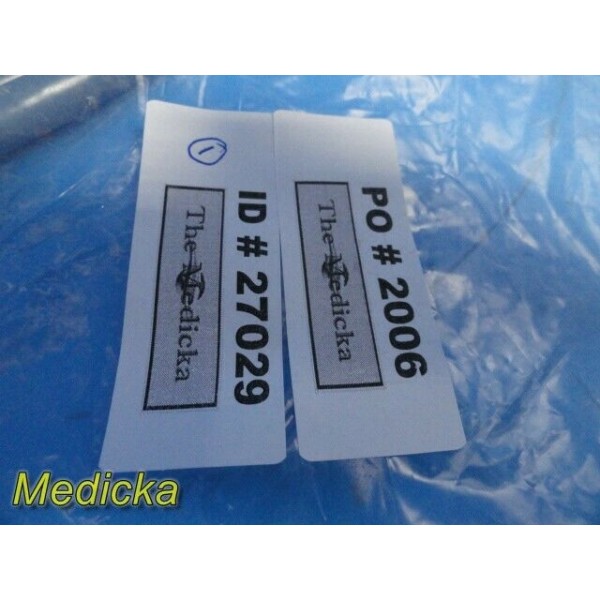 PO # 2006
The Medicka
ID # 27029
The Medicka
1
Medicka